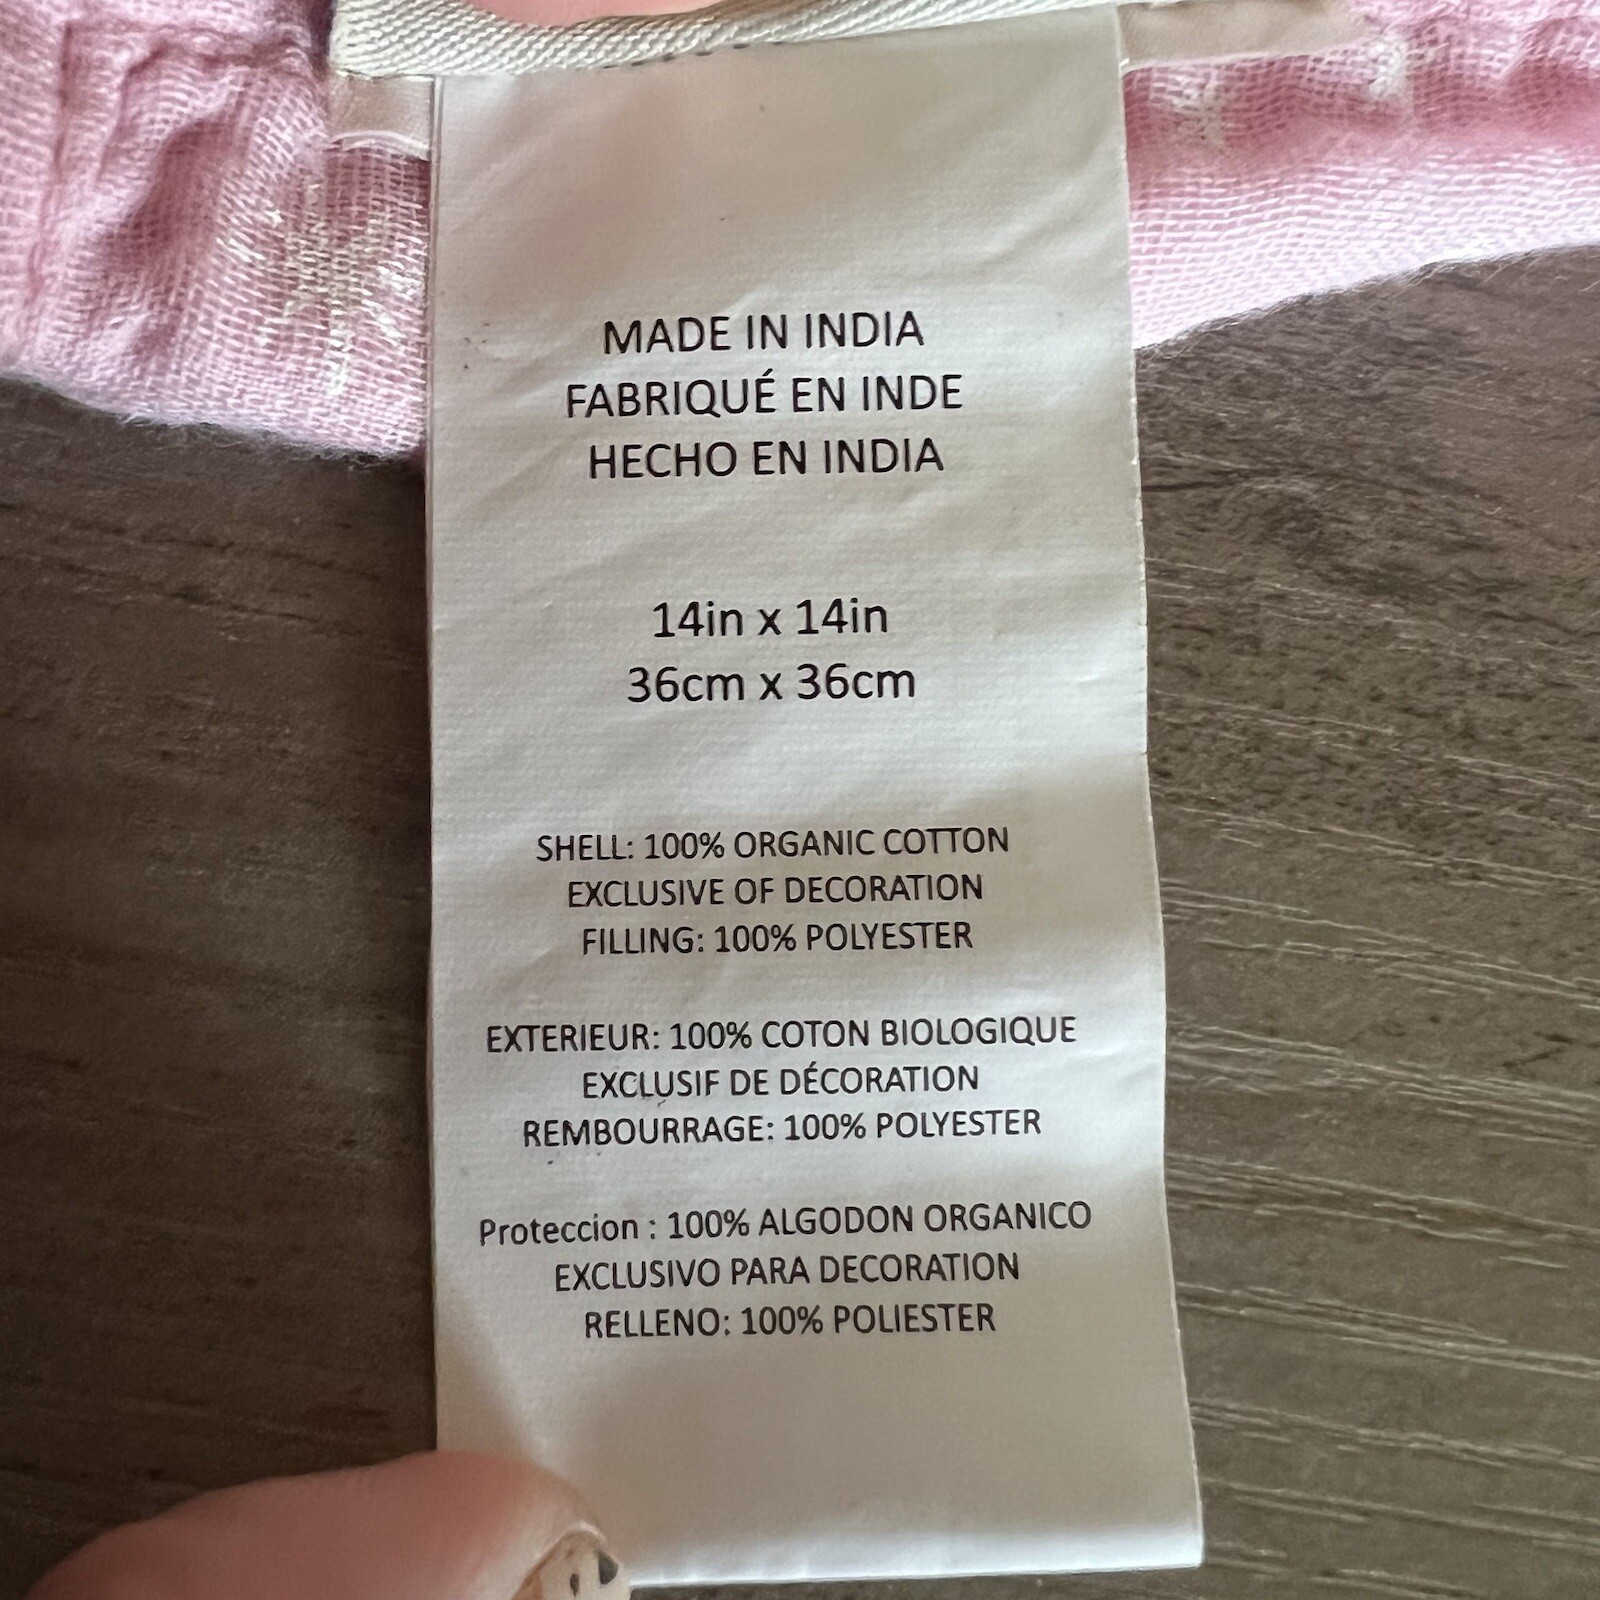 MADE IN INDIA
FABRIQUÉ EN INDE
HECHO EN INDIA
14in x 14in
36cm x 36cm
SHELL: 100% ORGANIC COTTON
EXCLUSIVE OF DECORATION
FILLING: 100% POLYESTER
EXTERIEUR: 100% COTON BIOLOGIQUE
EXCLUSIF DE DÉCORATION
REMBOURRAGE: 100% POLYESTER
Proteccion : 100% ALGODON ORGANICO
EXCLUSIVO PARA DECORATION
RELLENO: 100% POLIESTER